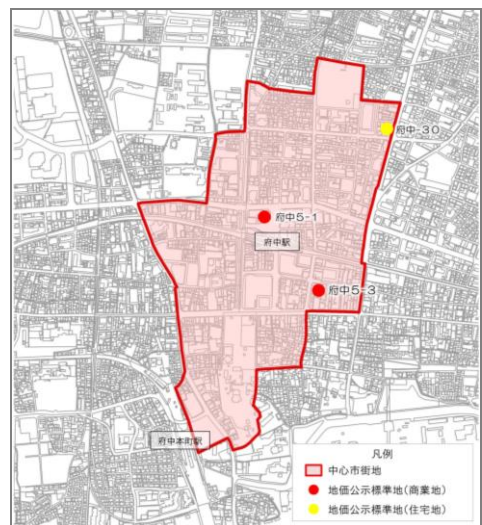 府中-30
府中5-1
府中駅
府中5-3
府中本町駅
凡例
中心市街地
地価公示標準地(商業地)
地価公示標準地(住宅地)